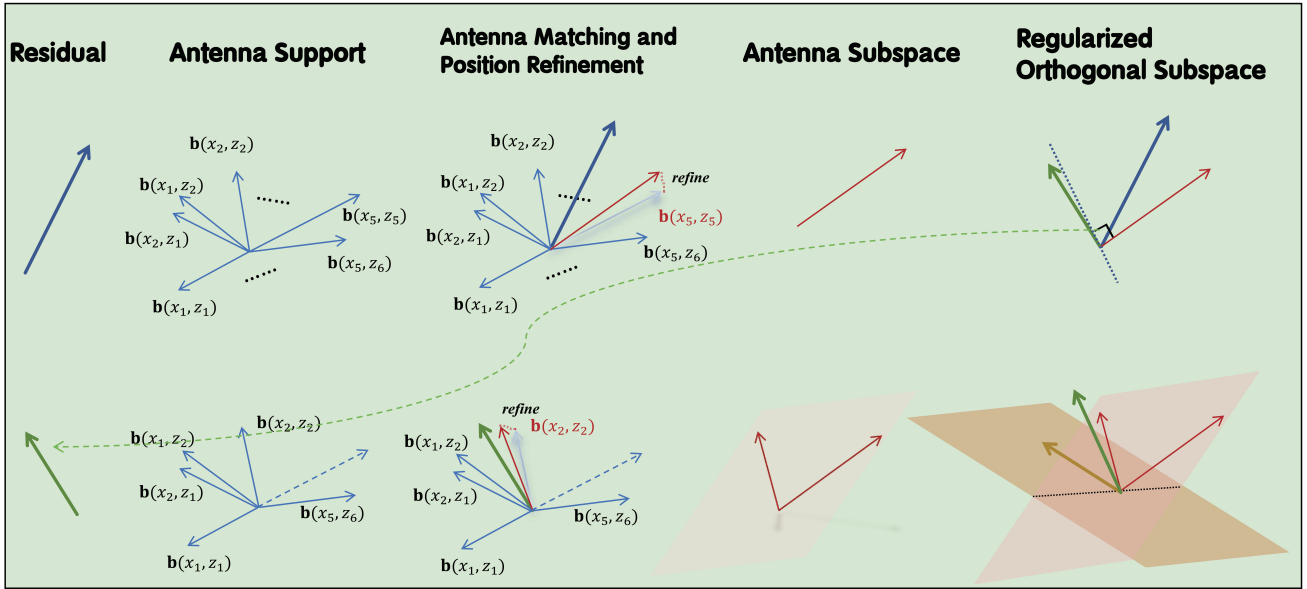 Residual
Antenna Support
Antenna Matching and
Position Refinement
Antenna Subspace
Regularized
Orthogonal Subspace
b(x₂, z₂)
b(x₁, z₂)
b(x₅, z₅)
b(x₂, z₁)
b(x₅, z₆)
b(x₁, z₁)
b(x₂, z₂)
b(x₁, z₂)
refine
b(x₅, z₅)
b(x₂, z₁)
b(x₅, z₆)
b(x₁, z₁)
b(x₂, z₂)
b(x₁, z₂)
b(x₂, z₁)
b(x₅, z₆)
b(x₁, z₁)
refine
b(x₂, z₂)
b(x₁, z₂)
b(x₂, z₁)
b(x₅, z₆)
b(x₁, z₁)